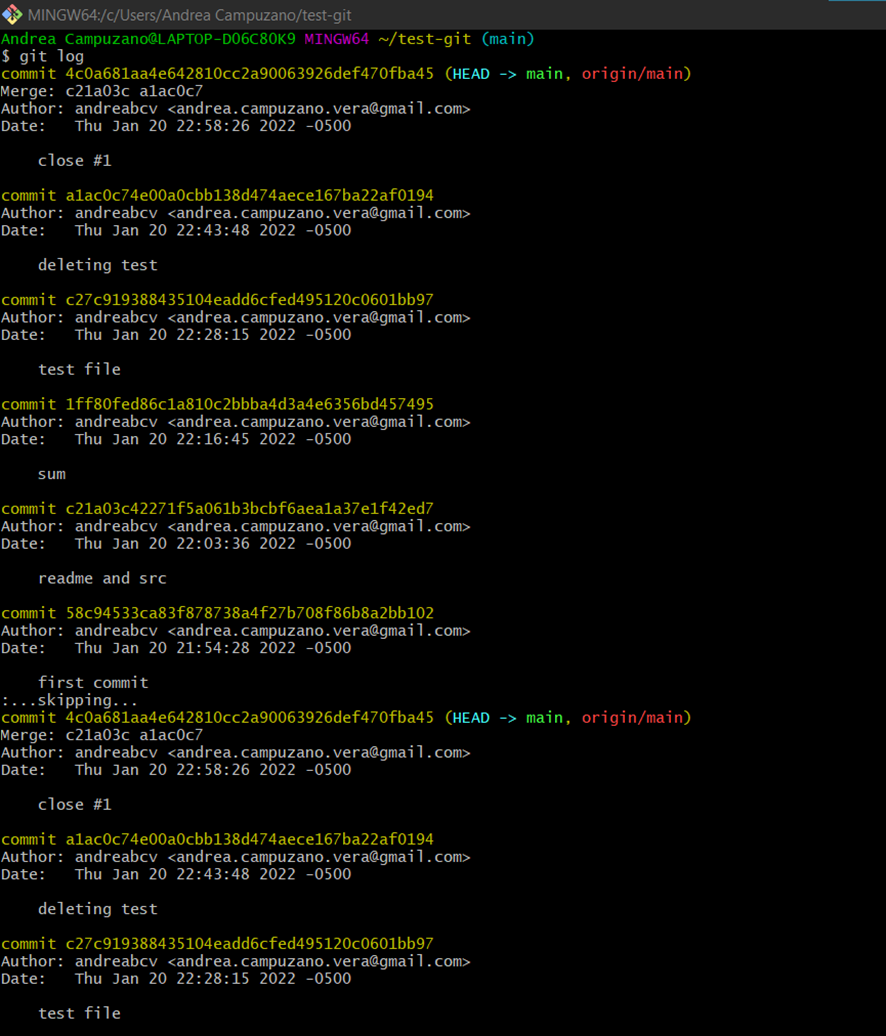 MINGW64:/c/Users/Andrea Campuzano/test-git
Andrea Campuzano@LAPTOP-DO6C8OK9 MINGW64 ~/test-git (main)
$ git log
commit 4c0a681aa4e642810cc2a90063926def470fba45 (HEAD -> main, origin/main)
Merge: c21a03c a1ac0c7
Author: andreabcv <andrea.campuzano.vera@gmail.com>
Date:   Thu Jan 20 22:58:26 2022 -0500
    close #1
commit a1ac0c74e00a0cbb138d474aece167ba22af0194
Author: andreabcv <andrea.campuzano.vera@gmail.com>
Date:   Thu Jan 20 22:43:48 2022 -0500
    deleting test
commit c27c919388435104eadd6cfed495120c0601bb97
Author: andreabcv <andrea.campuzano.vera@gmail.com>
Date:   Thu Jan 20 22:28:15 2022 -0500
    test file
commit 1ff80fed86c1a810c2bbba4d3a4e6356bd457495
Author: andreabcv <andrea.campuzano.vera@gmail.com>
Date:   Thu Jan 20 22:16:45 2022 -0500
    sum
commit c21a03c42271f5a061b3bcbf6aea1a37e1f42ed7
Author: andreabcv <andrea.campuzano.vera@gmail.com>
Date:   Thu Jan 20 22:03:36 2022 -0500
    readme and src
commit 58c94533ca83f878738a4f27b708f86b8a2bb102
Author: andreabcv <andrea.campuzano.vera@gmail.com>
Date:   Thu Jan 20 21:54:28 2022 -0500
    first commit
:...skipping...
commit 4c0a681aa4e642810cc2a90063926def470fba45 (HEAD -> main, origin/main)
Merge: c21a03c a1ac0c7
Author: andreabcv <andrea.campuzano.vera@gmail.com>
Date:   Thu Jan 20 22:58:26 2022 -0500
    close #1
commit a1ac0c74e00a0cbb138d474aece167ba22af0194
Author: andreabcv <andrea.campuzano.vera@gmail.com>
Date:   Thu Jan 20 22:43:48 2022 -0500
    deleting test
commit c27c919388435104eadd6cfed495120c0601bb97
Author: andreabcv <andrea.campuzano.vera@gmail.com>
Date:   Thu Jan 20 22:28:15 2022 -0500
    test file